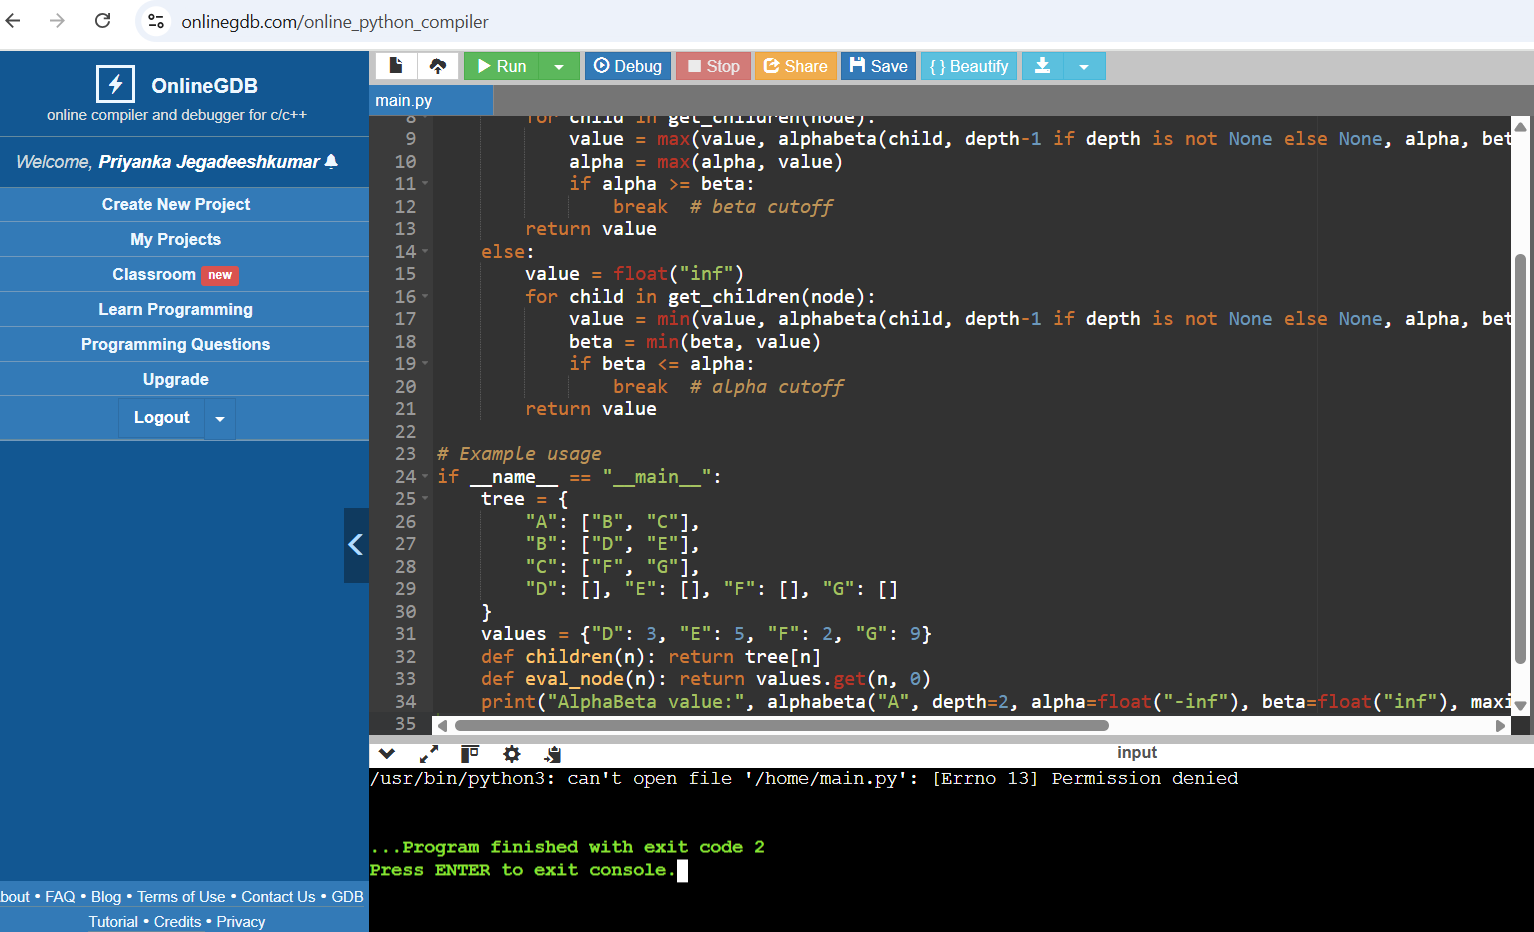 onlinegdb.com/online_python_compiler
OnlineGDB
online compiler and debugger for c/c++
Welcome, Priyanka Jegadeeshkumar
Create New Project
My Projects
Classroom new
Learn Programming
Programming Questions
Upgrade
Logout
bout • FAQ • Blog • Terms of Use • Contact Us • GDB
Tutorial • Credits • Privacy
Run Debug Stop Share Save { } Beautify
main.py
8 for child in get_children(node):
9 value = max(value, alphabeta(child, depth-1 if depth is not None else None, alpha, bet
10 alpha = max(alpha, value)
11 if alpha >= beta:
12 break # beta cutoff
13 return value
14 else:
15 value = float("inf")
16 for child in get_children(node):
17 value = min(value, alphabeta(child, depth-1 if depth is not None else None, alpha, bet
18 beta = min(beta, value)
19 if beta <= alpha:
20 break # alpha cutoff
21 return value
22
23 # Example usage
24 if __name__ == "__main__":
25 tree = {
26 "A": ["B", "C"],
27 "B": ["D", "E"],
28 "C": ["F", "G"],
29 "D": [], "E": [], "F": [], "G": []
30 }
31 values = {"D": 3, "E": 5, "F": 2, "G": 9}
32 def children(n): return tree[n]
33 def eval_node(n): return values.get(n, 0)
34 print("AlphaBeta value:", alphabeta("A", depth=2, alpha=float("-inf"), beta=float("inf"), maxi
35
input
/usr/bin/python3: can't open file '/home/main.py': [Errno 13] Permission denied
...Program finished with exit code 2
Press ENTER to exit console.